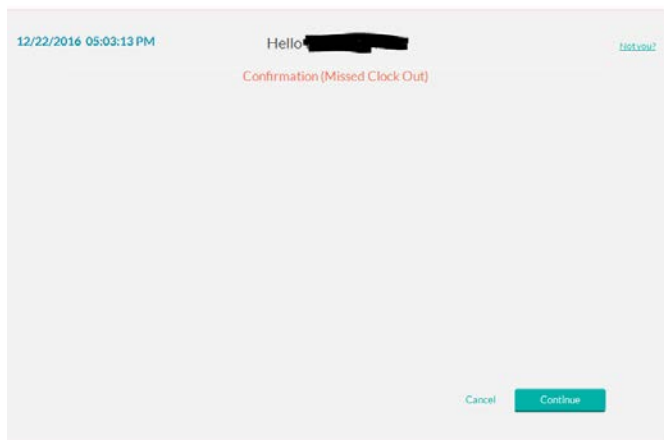 12/22/2016 05:03:13 PM
Hello
Not you?
Confirmation (Missed Clock Out)
Cancel
Continue